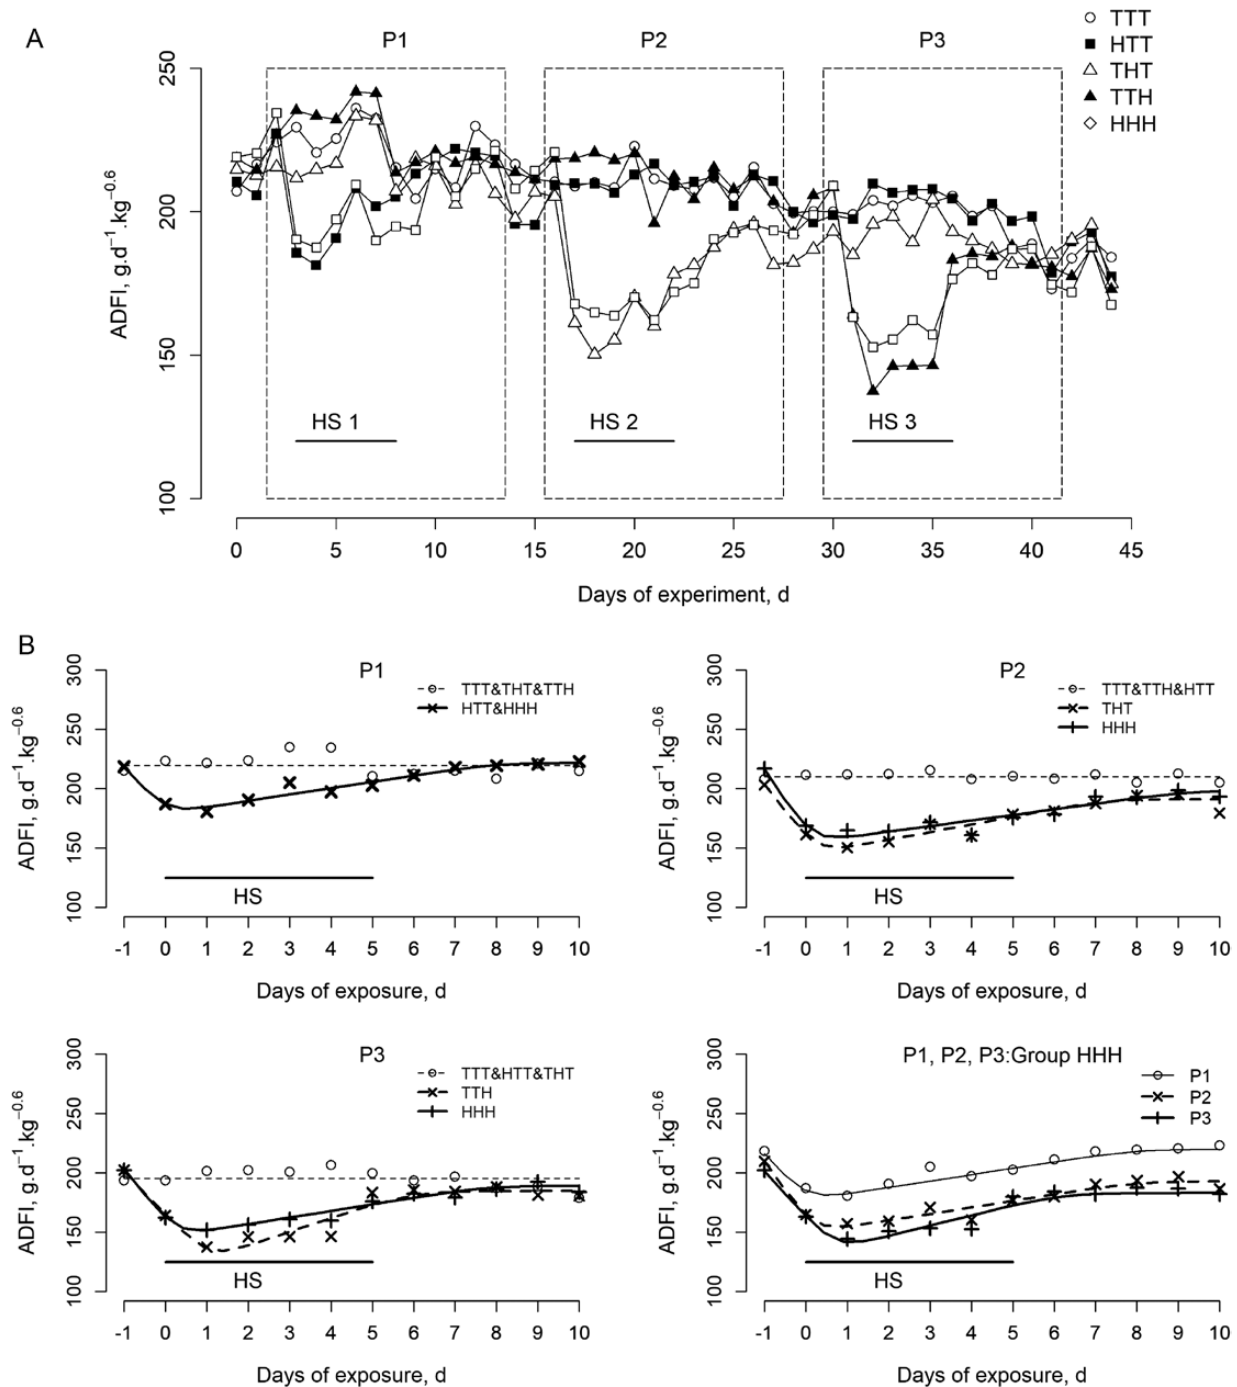 A
P1
P2
P3
TTT
HTT
THT
TTH
HHH
250
200
150
100
ADFI, g.d⁻¹.kg⁻⁰·⁶
HS 1
HS 2
HS 3
0 5 10 15 20 25 30 35 40 45
Days of experiment, d
B
P1
TTT&THT&TTH
HTT&HHH
300
250
200
150
100
ADFI, g.d⁻¹.kg⁻⁰·⁶
HS
-1 0 1 2 3 4 5 6 7 8 9 10
Days of exposure, d
P2
TTT&TTH&HTT
THT
HHH
300
250
200
150
100
ADFI, g.d⁻¹.kg⁻⁰·⁶
HS
-1 0 1 2 3 4 5 6 7 8 9 10
Days of exposure, d
P3
TTT&HTT&THT
TTH
HHH
300
250
200
150
100
ADFI, g.d⁻¹.kg⁻⁰·⁶
HS
-1 0 1 2 3 4 5 6 7 8 9 10
Days of exposure, d
P1, P2, P3:Group HHH
P1
P2
P3
300
250
200
150
100
ADFI, g.d⁻¹.kg⁻⁰·⁶
HS
-1 0 1 2 3 4 5 6 7 8 9 10
Days of exposure, d